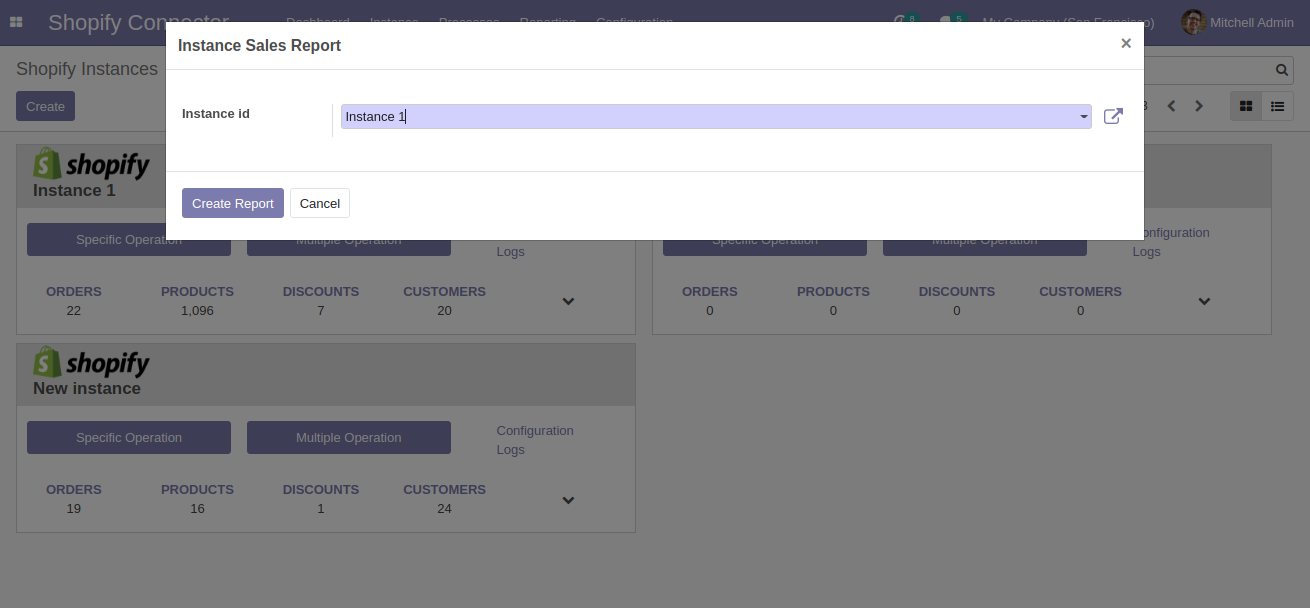 Shopify Connector Dashboard Instance Processes Reporting Configuration 8 5 My Company (San Francisco) Mitchell Admin
Instance Sales Report ×
Shopify Instances
Create
3
Instance id Instance 1
Create Report Cancel
shopify
Instance 1
Specific Operation Multiple Operation
Logs
ORDERS PRODUCTS DISCOUNTS CUSTOMERS
22 1,096 7 20
Specific Operation Multiple Operation
Configuration
Logs
ORDERS PRODUCTS DISCOUNTS CUSTOMERS
0 0 0 0
shopify
New instance
Specific Operation Multiple Operation
Configuration
Logs
ORDERS PRODUCTS DISCOUNTS CUSTOMERS
19 16 1 24